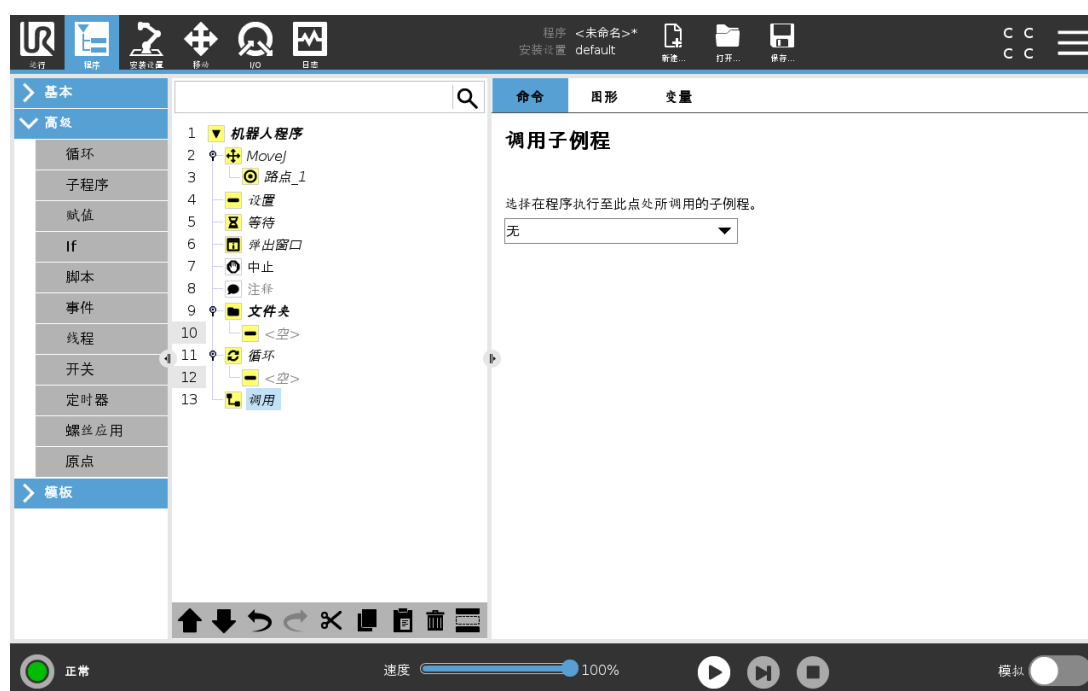 程序 <未命名>*
安装设置 default
新建... 打开... 保存...
C C
C C
运行 程序 安装设置 移动 I/O 日志
基本
高级
循环
子程序
赋值
If
脚本
事件
线程
开关
定时器
螺丝应用
原点
模板
1 机器人程序
2 MoveJ
3 路点_1
4 设置
5 等待
6 弹出窗口
7 中止
8 注释
9 文件夹
10 <空>
11 循环
12 <空>
13 调用
命令 图形 变量
调用子例程
选择在程序执行至此点处所调用的子例程。
无
正常
速度 100%
模拟